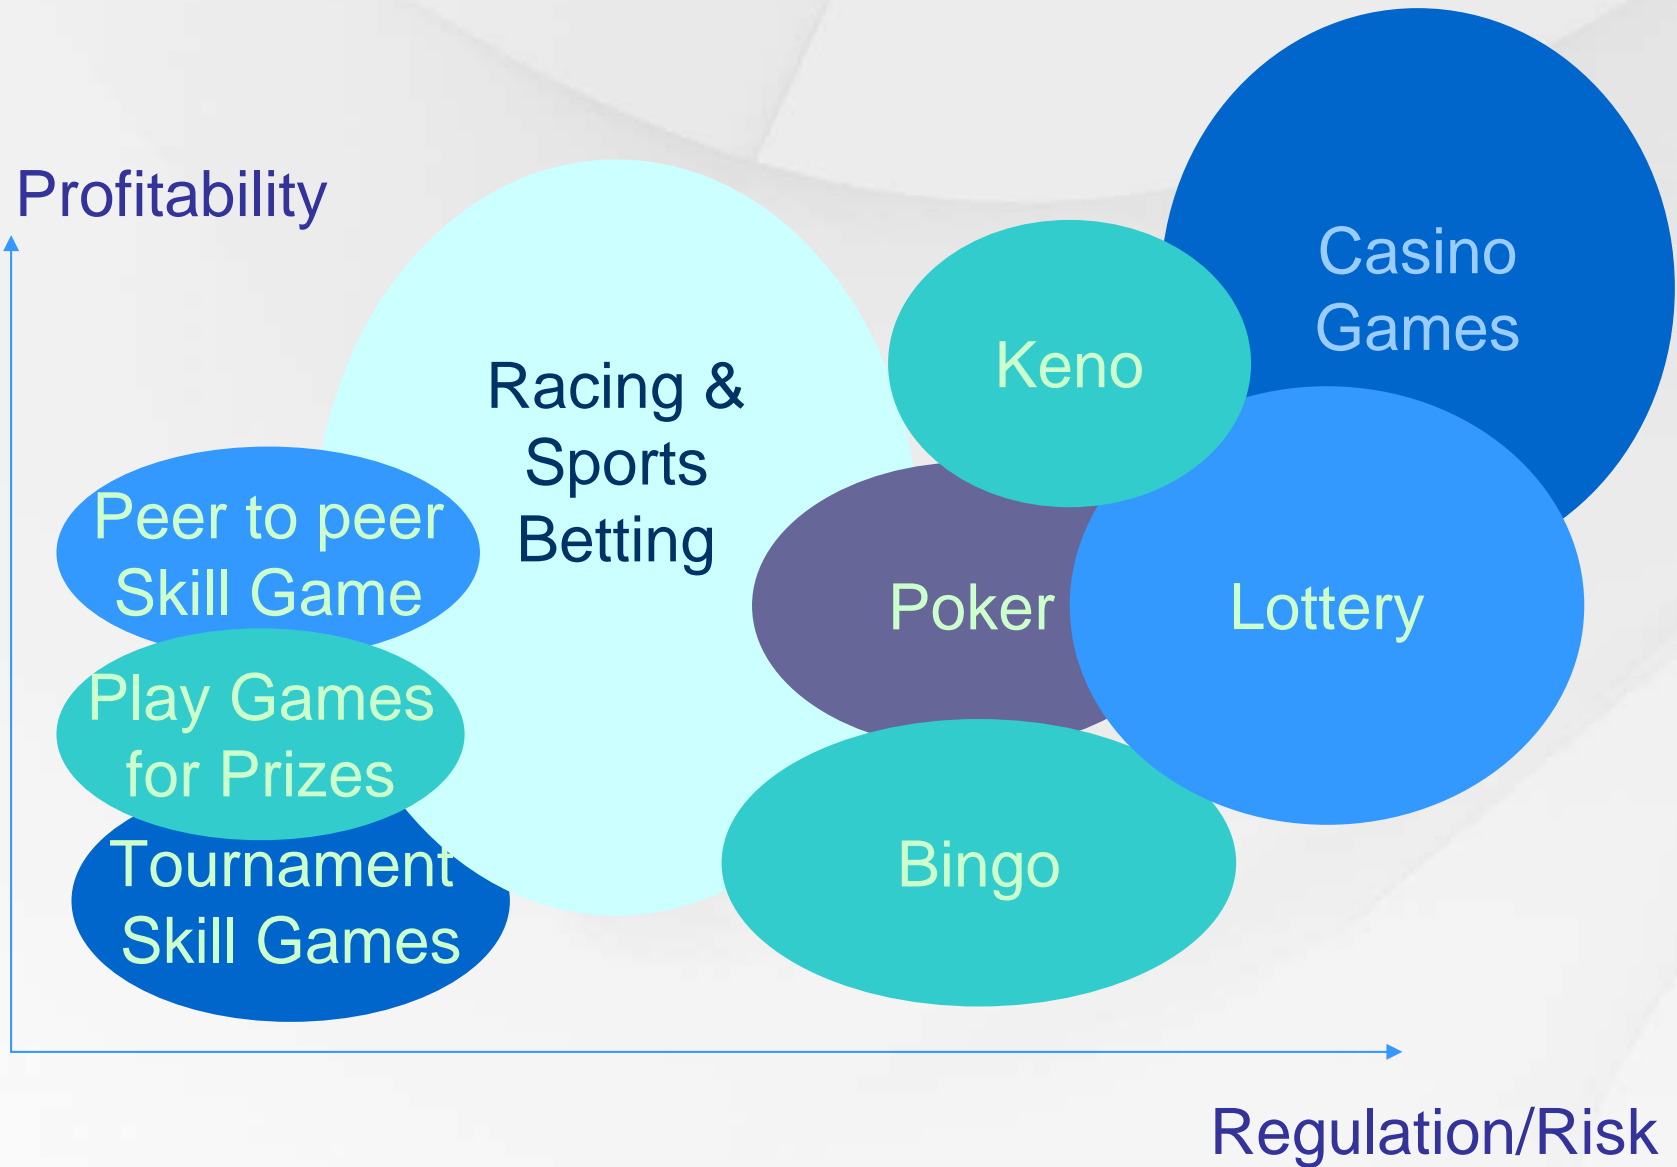 Profitability
Casino
Games
Keno
Racing &
Sports
Betting
Peer to peer
Skill Game
Poker
Lottery
Play Games
for Prizes
Bingo
Tournament
Skill Games
Regulation/Risk